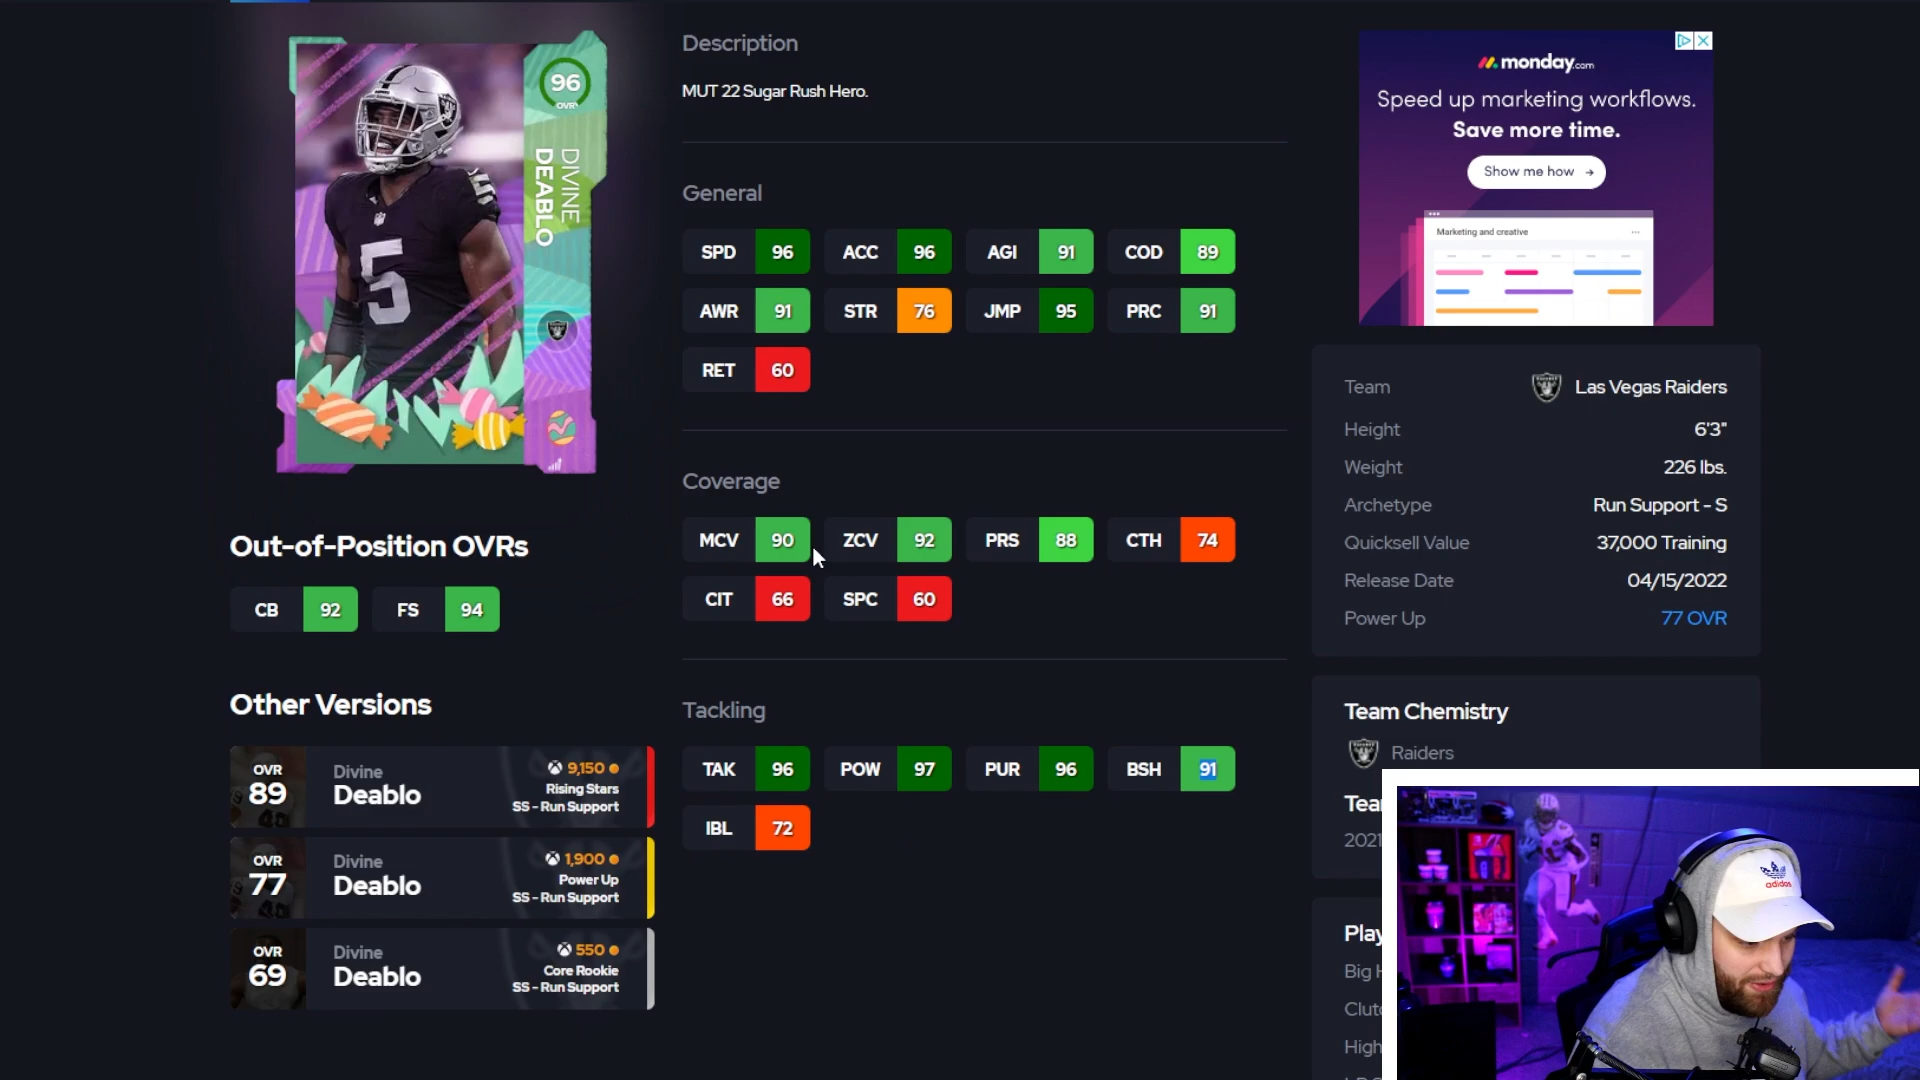 96
OVR
DIVINE
DEABLO
5
Description
MUT 22 Sugar Rush Hero.
General
SPD 96 ACC 96 AGI 91 COD 89
AWR 91 STR 76 JMP 95 PRC 91
RET 60
Coverage
MCV 90 ZCV 92 PRS 88 CTH 74
CIT 66 SPC 60
Tackling
TAK 96 POW 97 PUR 96 BSH 91
IBL 72
Out-of-Position OVRs
CB 92 FS 94
Other Versions
OVR 89 Divine Deablo 9,150
Rising Stars
SS - Run Support
OVR 77 Divine Deablo 1,900
Power Up
SS - Run Support
OVR 69 Divine Deablo 550
Core Rookie
SS - Run Support
monday.com
Speed up marketing workflows.
Save more time.
Show me how →
Marketing and creative
Team Las Vegas Raiders
Height 6'3"
Weight 226 lbs.
Archetype Run Support - S
Quicksell Value 37,000 Training
Release Date 04/15/2022
Power Up 77 OVR
Team Chemistry
Raiders
2021
Big
High
adidas